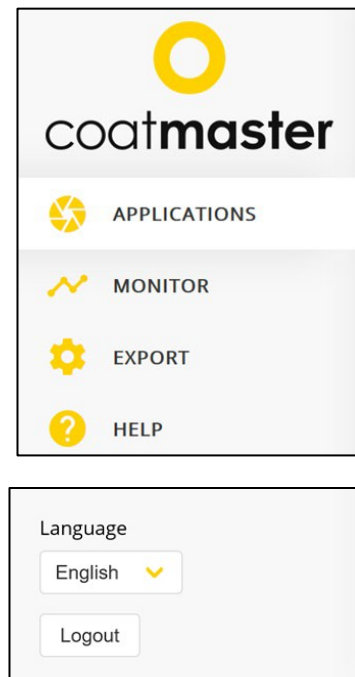 coatmaster
APPLICATIONS
MONITOR
EXPORT
HELP
Language
English
Logout